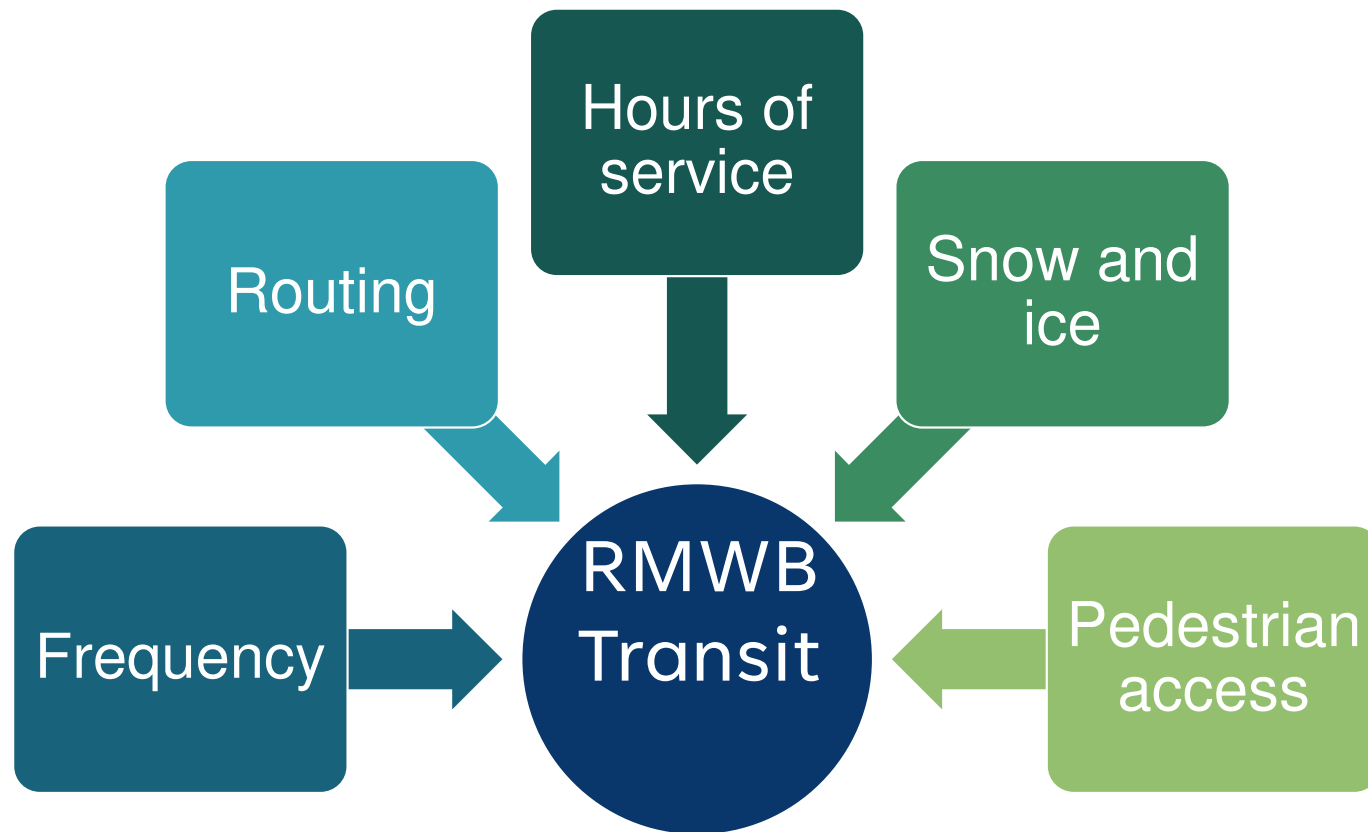 Hours of
service
Routing
Snow and
ice
Frequency
RMWB
Transit
Pedestrian
access